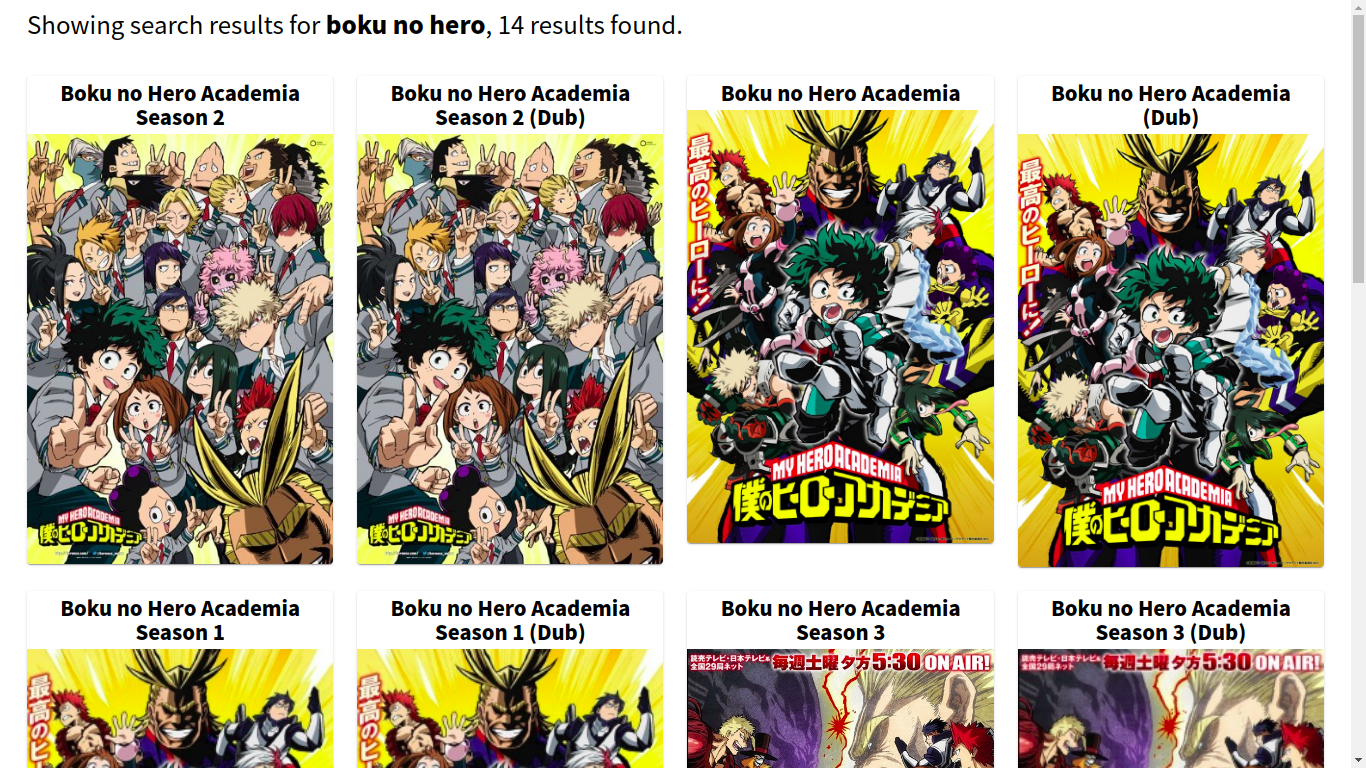 Showing search results for boku no hero, 14 results found.
Boku no Hero Academia
Season 2
Boku no Hero Academia
Season 2 (Dub)
Boku no Hero Academia
Boku no Hero Academia
(Dub)
MY HERO ACADEMIA
僕のヒーローアカデミア
MY HERO ACADEMIA
僕のヒーローアカデミア
最高のヒーローに!
MY HERO ACADEMIA
僕のヒーローアカデミア
最高のヒーローに!
MY HERO ACADEMIA
僕のヒーローアカデミア
Boku no Hero Academia
Season 1
Boku no Hero Academia
Season 1 (Dub)
Boku no Hero Academia
Season 3
Boku no Hero Academia
Season 3 (Dub)
最高のヒ
最高のヒ
読売テレビ・日本テレビ系
全国29局ネット
毎週土曜 夕方5:30 ON AIR!
読売テレビ・日本テレビ系
全国29局ネット
毎週土曜 夕方5:30 ON AIR!